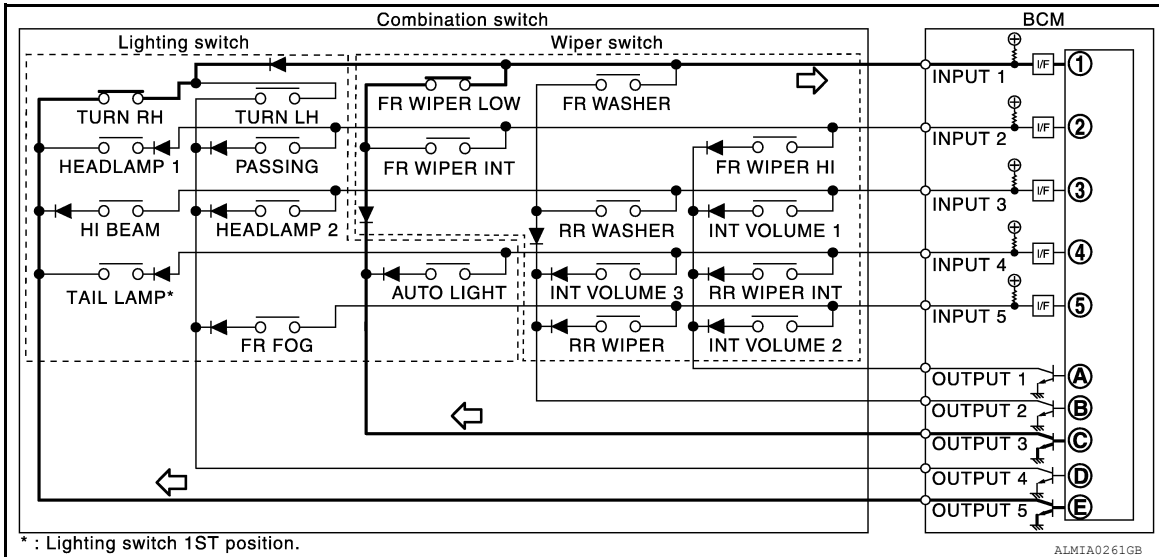 Combination switch
BCM
Lighting switch
Wiper switch
INPUT 1
I/F
1
TURN RH
TURN LH
FR WIPER LOW
FR WASHER
INPUT 2
I/F
2
HEADLAMP 1
PASSING
FR WIPER INT
FR WIPER HI
INPUT 3
I/F
3
HI BEAM
HEADLAMP 2
RR WASHER
INT VOLUME 1
INPUT 4
I/F
4
TAIL LAMP*
AUTO LIGHT
INT VOLUME 3
RR WIPER INT
INPUT 5
I/F
5
FR FOG
RR WIPER
INT VOLUME 2
OUTPUT 1
A
OUTPUT 2
B
OUTPUT 3
C
OUTPUT 4
D
OUTPUT 5
E
* : Lighting switch 1ST position.
ALMIA0261GB